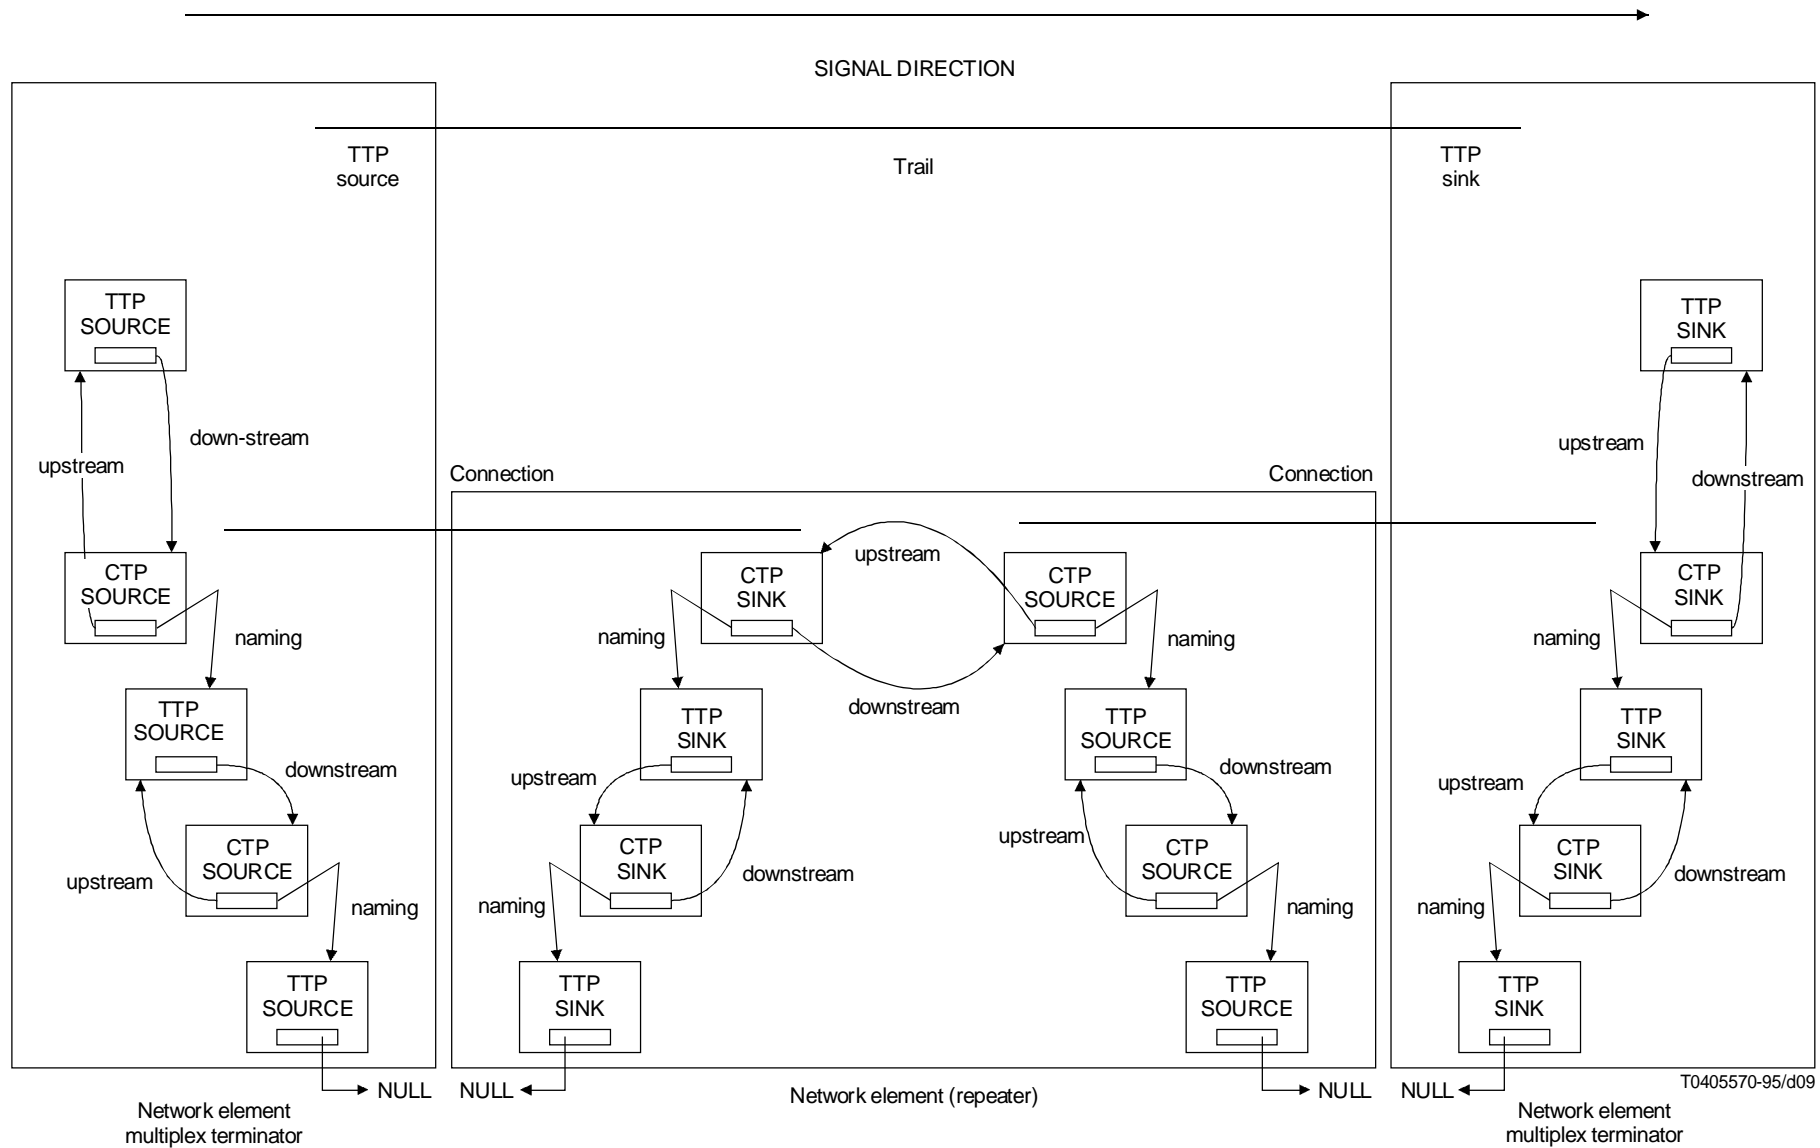 SIGNAL DIRECTION
TTP
source
Trail
TTP
sink
TTP
SOURCE
TTP
SINK
down-stream
upstream
upstream
downstream
Connection
Connection
CTP
SOURCE
upstream
CTP
SINK
CTP
SOURCE
CTP
SINK
naming
naming
naming
naming
downstream
TTP
SOURCE
TTP
SINK
TTP
SOURCE
TTP
SINK
downstream
upstream
downstream
upstream
CTP
SOURCE
CTP
SINK
upstream
CTP
SOURCE
CTP
SINK
upstream
downstream
downstream
naming
naming
naming
naming
TTP
SOURCE
TTP
SINK
TTP
SOURCE
TTP
SINK
NULL
NULL
Network element (repeater)
NULL
NULL
T0405570-95/d09
Network element
multiplex terminator
Network element
multiplex terminator